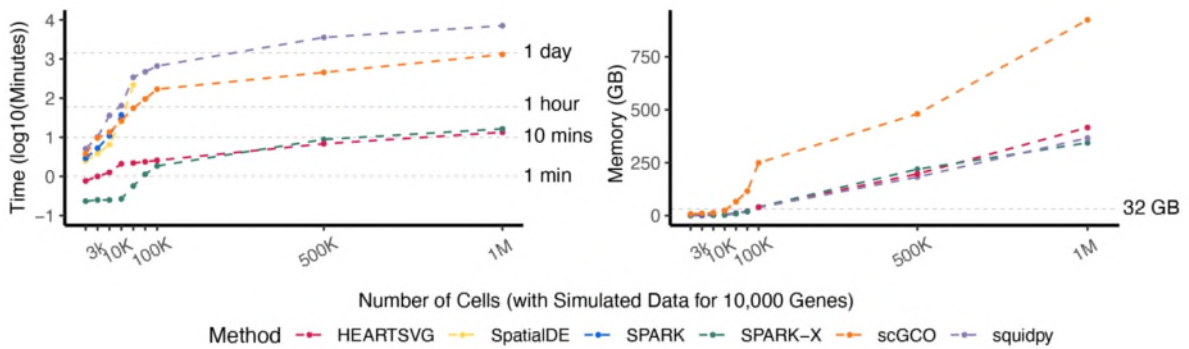 Time (log10(Minutes))
4
3
2
1
0
−1
1 day
1 hour
10 mins
1 min
3k
10K
100K
500K
1M
Memory (GB)
750
500
250
0
32 GB
3k
10K
100K
500K
1M
Number of Cells (with Simulated Data for 10,000 Genes)
Method HEARTSVG SpatialDE SPARK SPARK−X scGCO squidpy